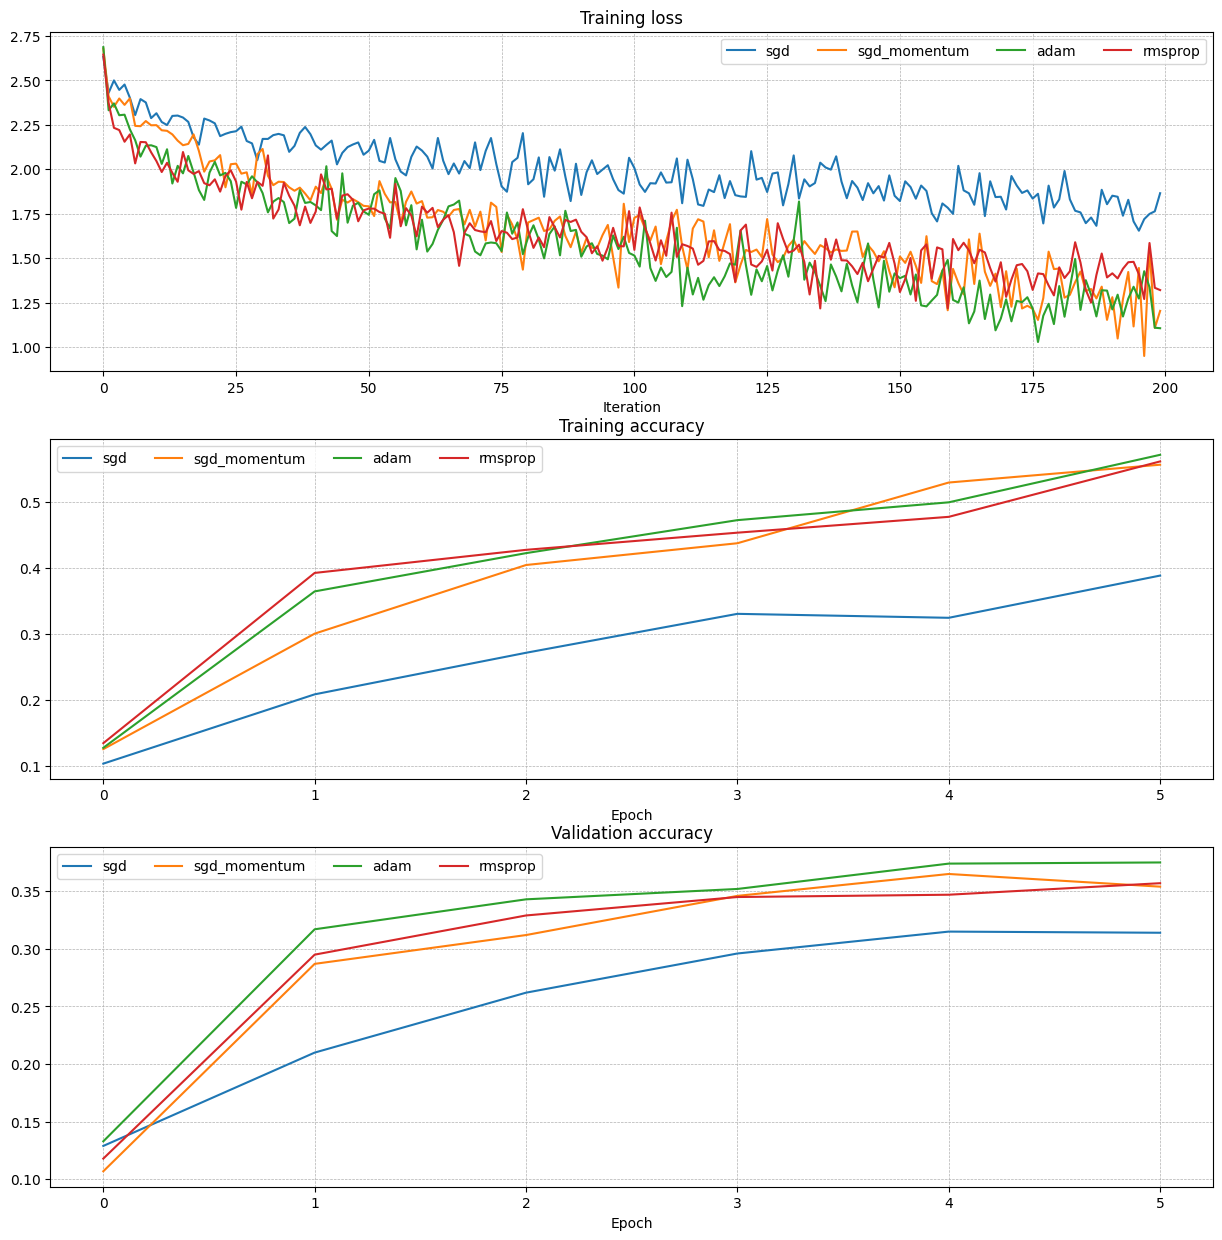 Training loss
sgd sgd_momentum adam rmsprop
2.75
2.50
2.25
2.00
1.75
1.50
1.25
1.00
0 25 50 75 100 125 150 175 200
Iteration
Training accuracy
sgd sgd_momentum adam rmsprop
0.5
0.4
0.3
0.2
0.1
0 1 2 3 4 5
Epoch
Validation accuracy
sgd sgd_momentum adam rmsprop
0.35
0.30
0.25
0.20
0.15
0.10
0 1 2 3 4 5
Epoch